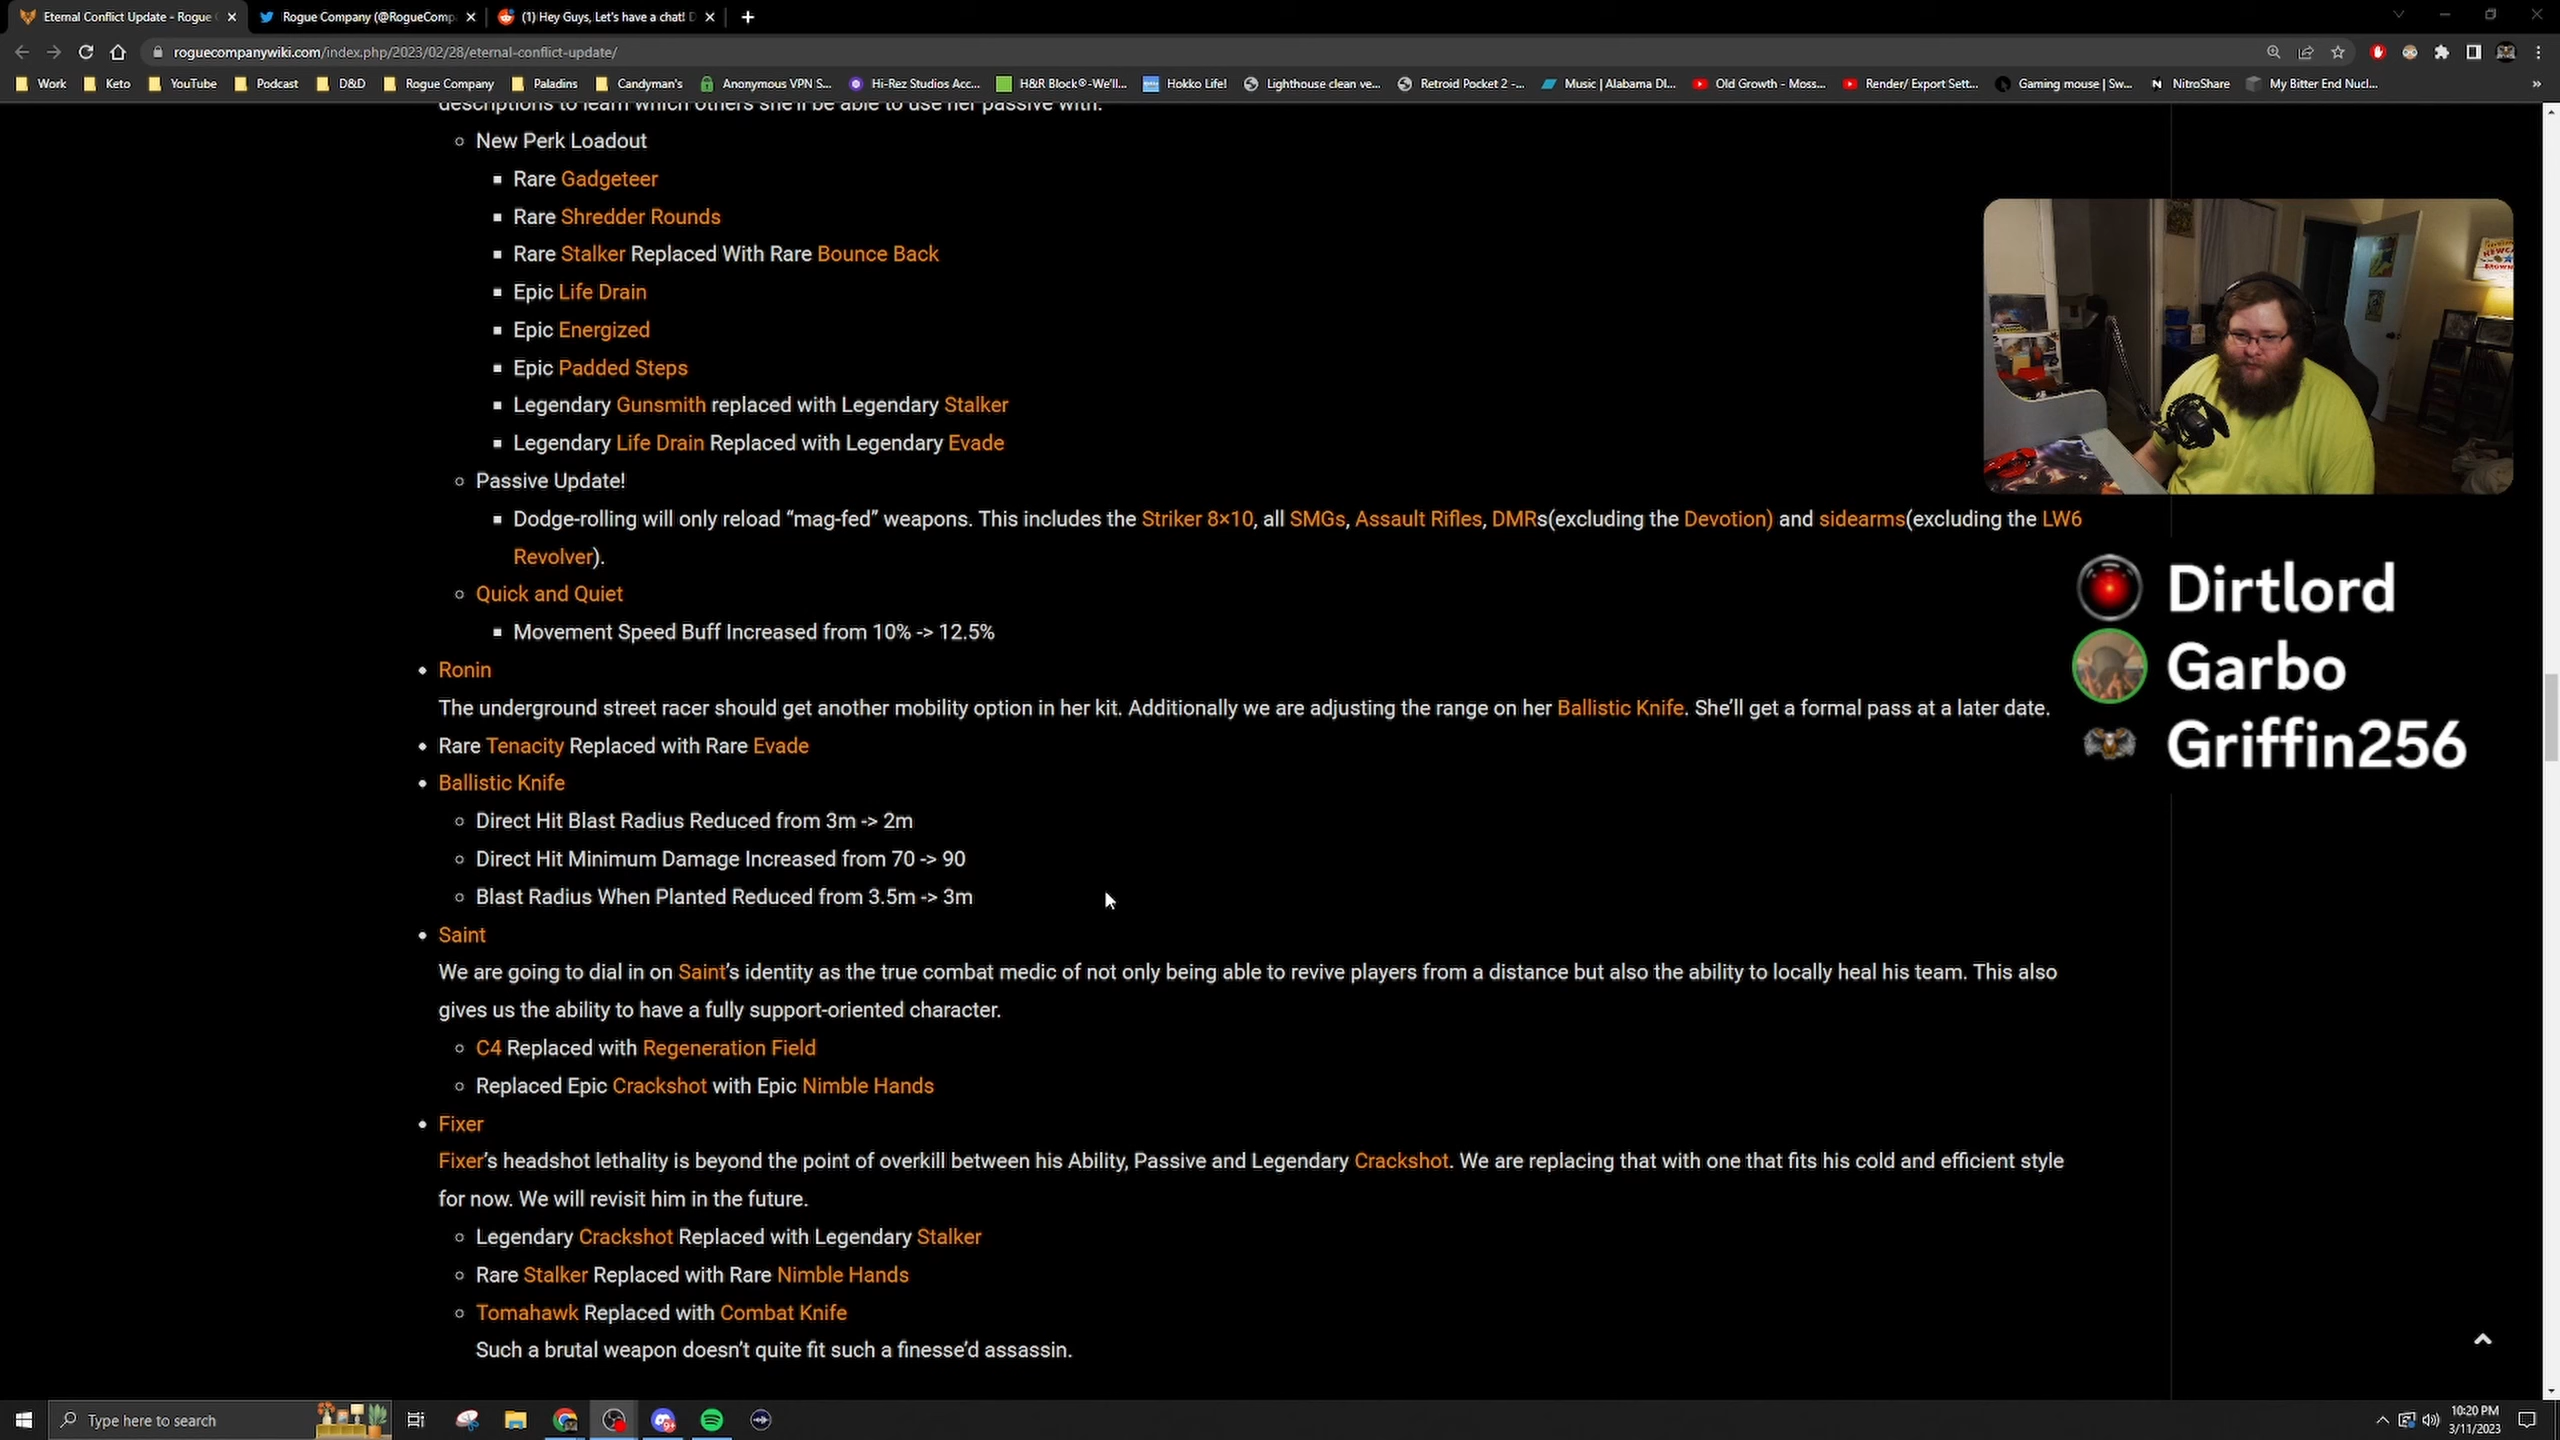 Eternal Conflict Update - Rogue
Rogue Company (@RogueComp
(1) Hey Guys, Let's have a chat! D
roguecompanywiki.com/index.php/2023/02/28/eternal-conflict-update/
Work
Keto
YouTube
Podcast
D&D
Rogue Company
Paladins
Candyman's
Anonymous VPN S...
Hi-Rez Studios Acc...
H&R Block®-We'll...
Hokko Life!
Lighthouse clean ve...
Retroid Pocket 2 -...
Music | Alabama DI...
Old Growth - Moss...
Render/ Export Sett...
Gaming mouse | Sw...
NitroShare
My Bitter End Nucl...
descriptions to learn which others she'll be able to use her passive with.
New Perk Loadout
Rare Gadgeteer
Rare Shredder Rounds
Rare Stalker Replaced With Rare Bounce Back
Epic Life Drain
Epic Energized
Epic Padded Steps
Legendary Gunsmith replaced with Legendary Stalker
Legendary Life Drain Replaced with Legendary Evade
Passive Update!
Dodge-rolling will only reload “mag-fed” weapons. This includes the Striker 8×10, all SMGs, Assault Rifles, DMRs(excluding the Devotion) and sidearms(excluding the LW6
Revolver).
Quick and Quiet
Movement Speed Buff Increased from 10% -> 12.5%
Ronin
The underground street racer should get another mobility option in her kit. Additionally we are adjusting the range on her Ballistic Knife. She’ll get a formal pass at a later date.
Rare Tenacity Replaced with Rare Evade
Ballistic Knife
Direct Hit Blast Radius Reduced from 3m -> 2m
Direct Hit Minimum Damage Increased from 70 -> 90
Blast Radius When Planted Reduced from 3.5m -> 3m
Saint
We are going to dial in on Saint’s identity as the true combat medic of not only being able to revive players from a distance but also the ability to locally heal his team. This also
gives us the ability to have a fully support-oriented character.
C4 Replaced with Regeneration Field
Replaced Epic Crackshot with Epic Nimble Hands
Fixer
Fixer’s headshot lethality is beyond the point of overkill between his Ability, Passive and Legendary Crackshot. We are replacing that with one that fits his cold and efficient style
for now. We will revisit him in the future.
Legendary Crackshot Replaced with Legendary Stalker
Rare Stalker Replaced with Rare Nimble Hands
Tomahawk Replaced with Combat Knife
Such a brutal weapon doesn’t quite fit such a finesse’d assassin.
Dirtlord
Garbo
Griffin256
Type here to search
10:20 PM
3/11/2023